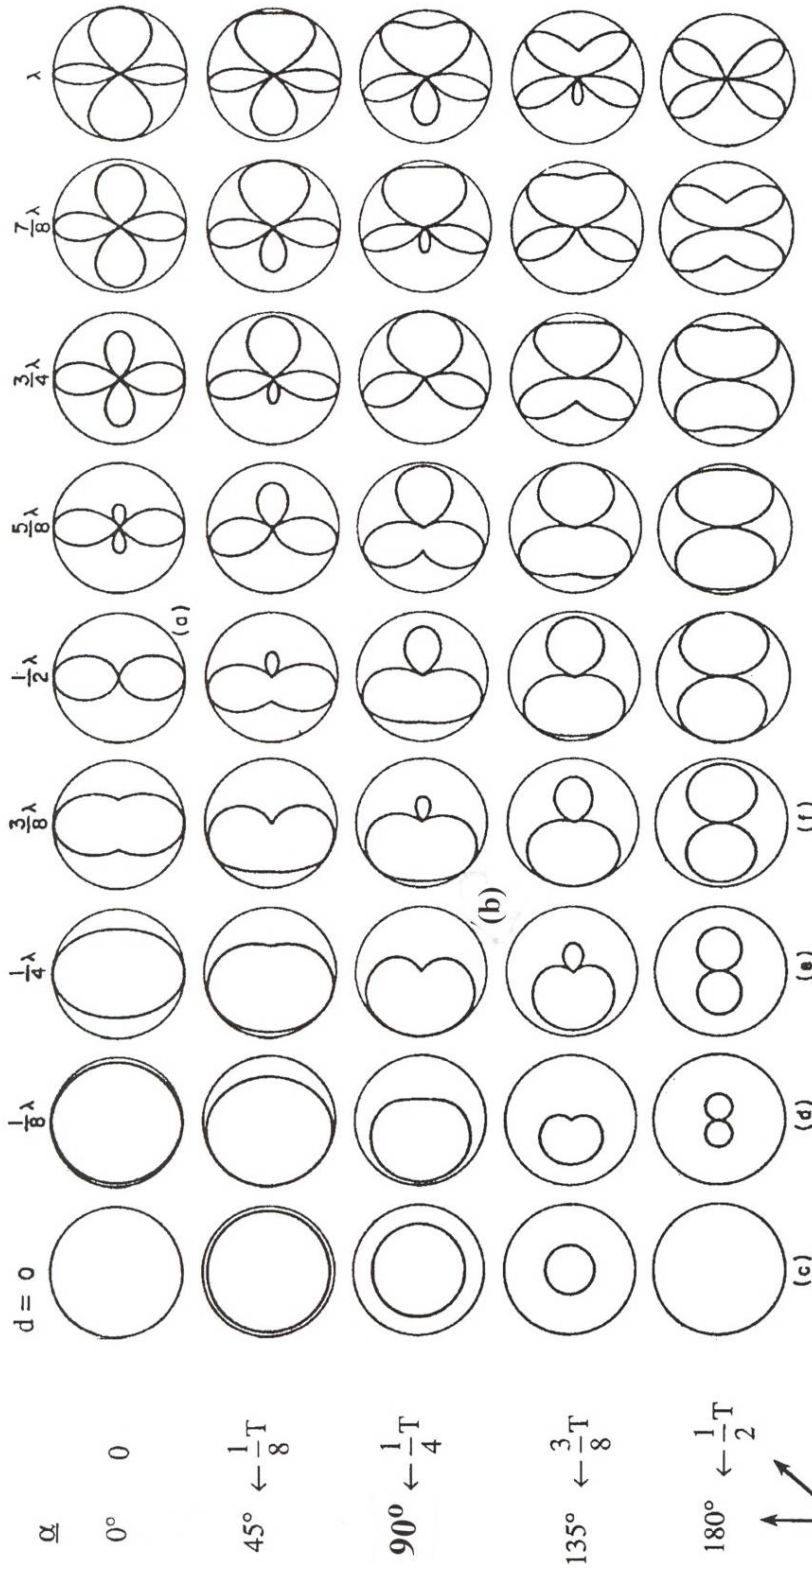 d = 0 1/8 λ 1/4 λ 3/8 λ 1/2 λ 5/8 λ 3/4 λ 7/8 λ λ
α
0° 0
(a)
45° ← 1/8 T
90° ← 1/4 T
(b)
135° ← 3/8 T
180° ← 1/2 T
(c) (d) (e) (f)